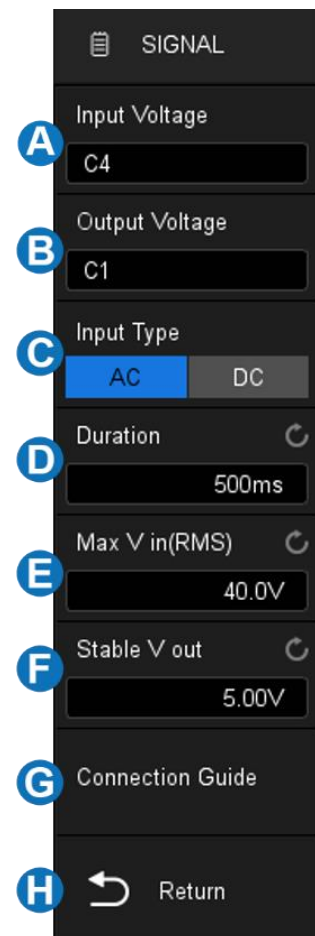 SIGNAL
A
Input Voltage
C4
B
Output Voltage
C1
C
Input Type
AC DC
D
Duration
500ms
E
Max V in(RMS)
40.0V
F
Stable V out
5.00V
G
Connection Guide
H
Return